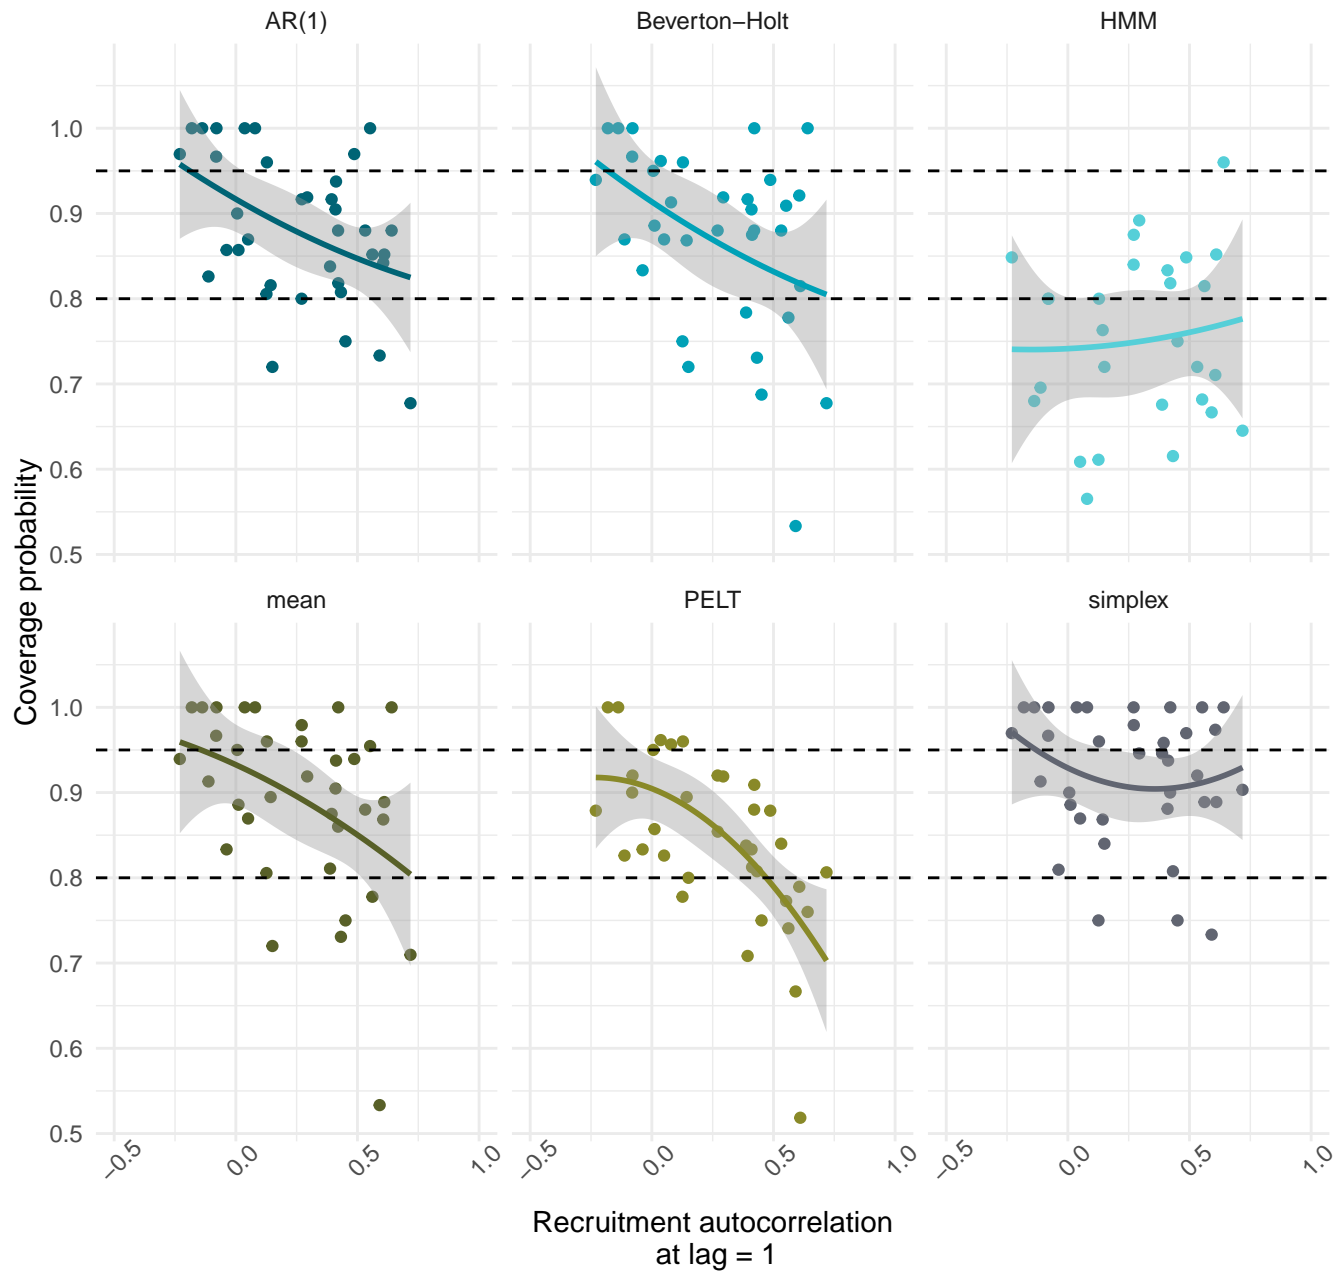 AR(1) Beverton−Holt HMM
1.0
0.9
0.8
0.7
0.6
0.5
mean PELT simplex
1.0
0.9
0.8
0.7
0.6
0.5
Coverage probability
−0.5 0.0 0.5 1.0 −0.5 0.0 0.5 1.0 −0.5 0.0 0.5 1.0
Recruitment autocorrelation
at lag = 1